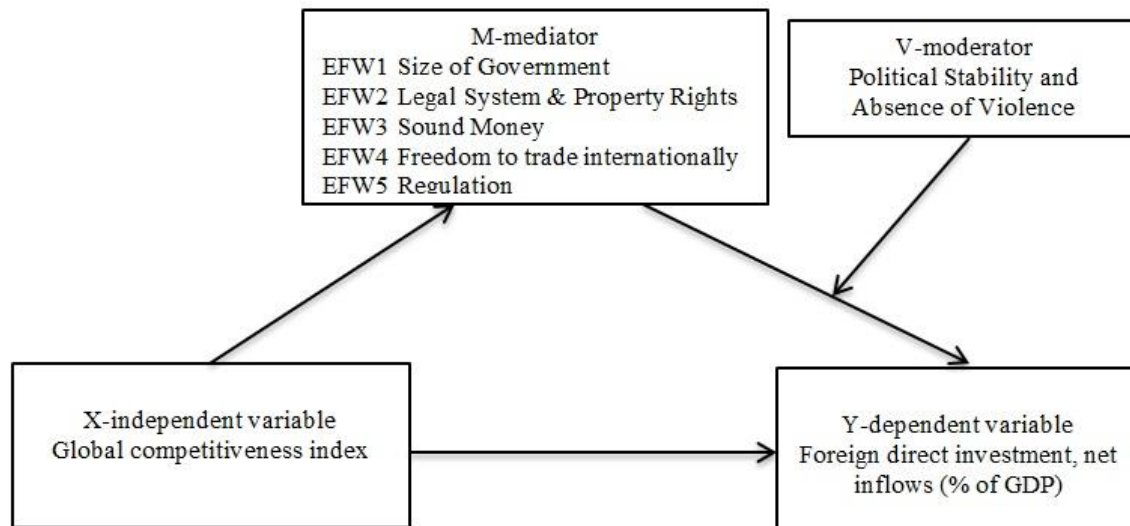 M-mediator
EFW1 Size of Government
EFW2 Legal System & Property Rights
EFW3 Sound Money
EFW4 Freedom to trade internationally
EFW5 Regulation
V-moderator
Political Stability and
Absence of Violence
X-independent variable
Global competitiveness index
Y-dependent variable
Foreign direct investment, net
inflows (% of GDP)